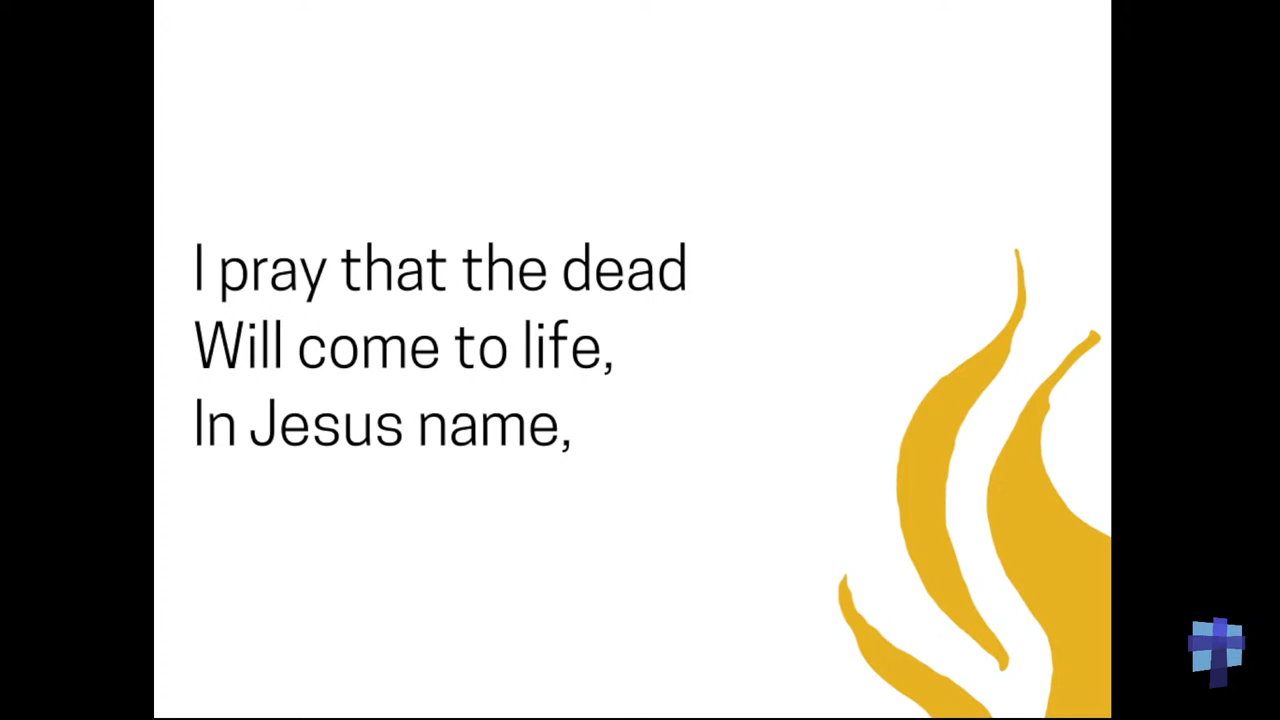 I pray that the dead
Will come to life,
In Jesus name,